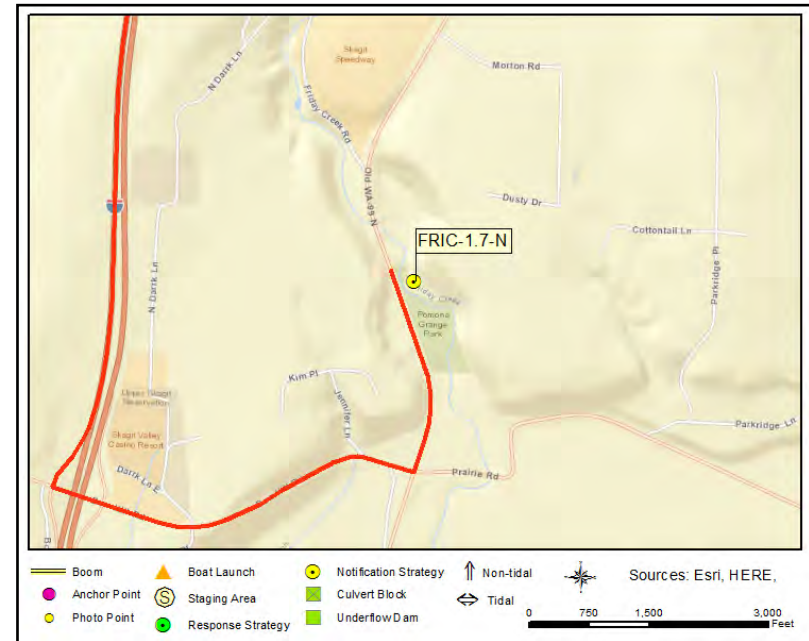 Skagit
Speedway
N Darrk Ln
Morton Rd
Friday Creek Rd
Old WA-99-N
Dusty Dr
Cottontail Ln
FRIC-1.7-N
Parkridge Pl
N Darrk Ln
Pomona
Grange
Park
Kim Pl
Jennifer Ln
Upper Skagit
Reservation
Skagit Valley
Casino Resort
Parkridge Ln
Darrk Ln E
Prairie Rd
Boom
Boat Launch
Notification Strategy
Non-tidal
Sources: Esri, HERE,
Anchor Point
S
Staging Area
Culvert Block
Tidal
Photo Point
Response Strategy
Underflow Dam
0 750 1,500 3,000
Feet